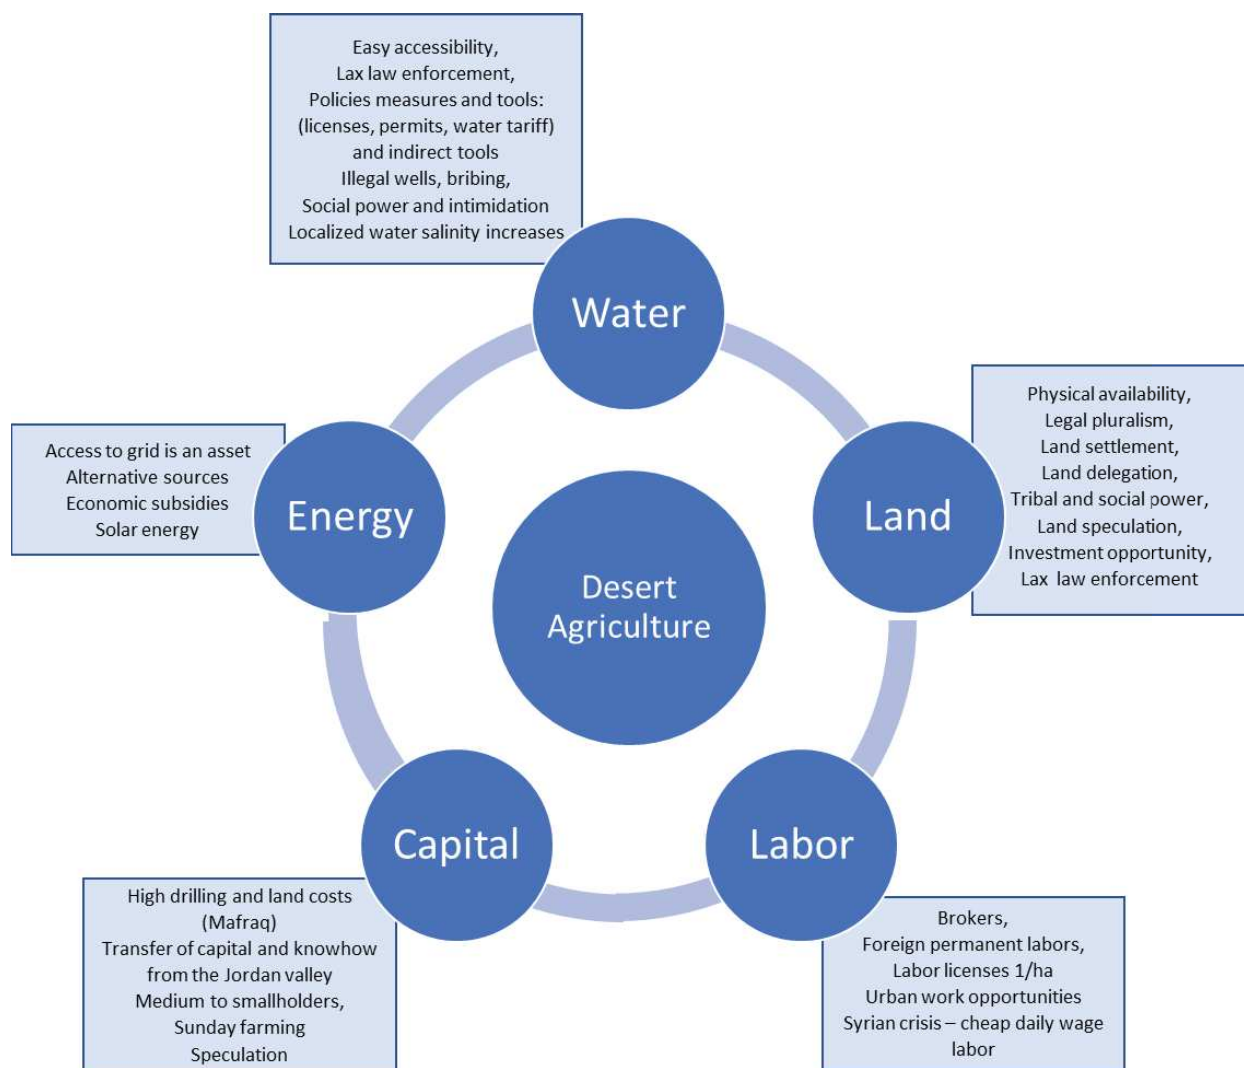 Easy accessibility,
Lax law enforcement,
Policies measures and tools:
(licenses, permits, water tariff)
and indirect tools
Illegal wells, bribing,
Social power and intimidation
Localized water salinity increases
Water
Physical availability,
Legal pluralism,
Land settlement,
Land delegation,
Tribal and social power,
Land speculation,
Investment opportunity,
Lax law enforcement
Land
Access to grid is an asset
Alternative sources
Economic subsidies
Solar energy
Energy
Desert
Agriculture
Capital
Labor
High drilling and land costs
(Mafraq)
Transfer of capital and knowhow
from the Jordan valley
Medium to smallholders,
Sunday farming
Speculation
Brokers,
Foreign permanent labors,
Labor licenses 1/ha
Urban work opportunities
Syrian crisis – cheap daily wage
labor